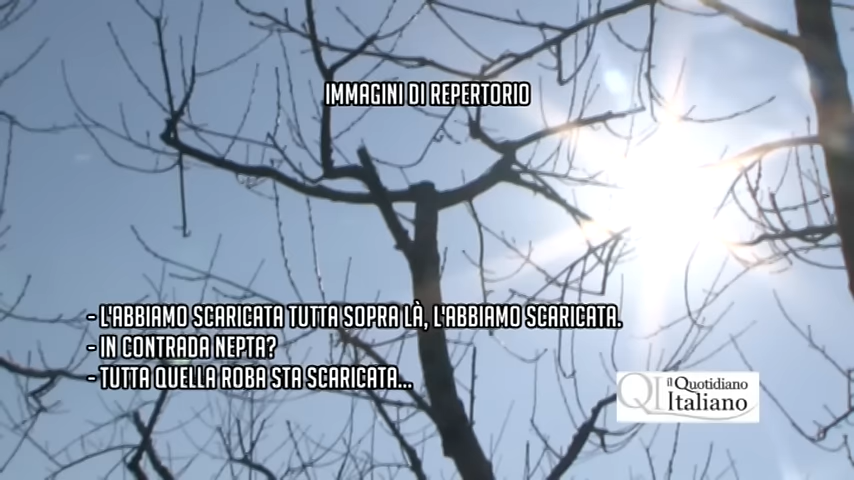 IMMAGINI DI REPERTORIO
- L'ABBIAMO SCARICATA TUTTA SOPRA LÀ, L'ABBIAMO SCARICATA.
- IN CONTRADA NEPTA?
- TUTTA QUELLA ROBA STA SCARICATA...
QI il Quotidiano
Italiano